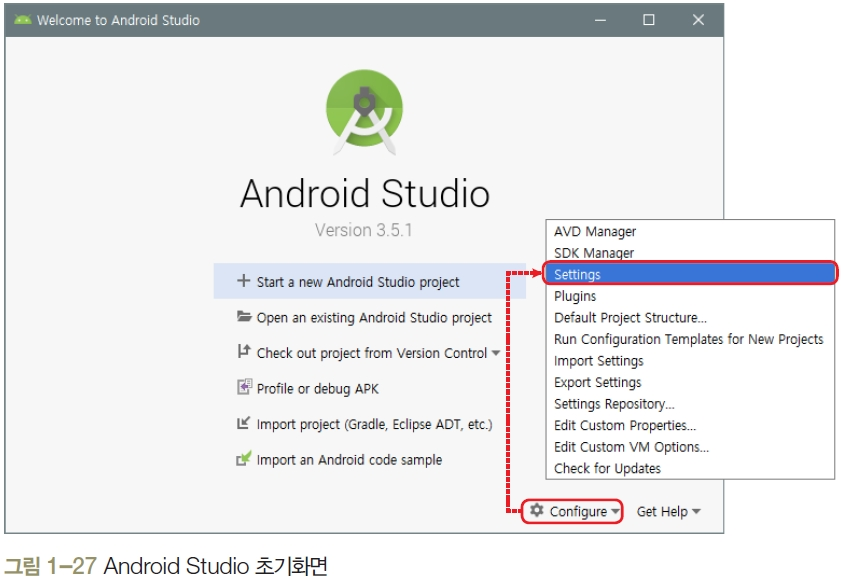 Welcome to Android Studio
Android Studio
Version 3.5.1
Start a new Android Studio project
Open an existing Android Studio project
Check out project from Version Control
Profile or debug APK
Import project (Gradle, Eclipse ADT, etc.)
Import an Android code sample
AVD Manager
SDK Manager
Settings
Plugins
Default Project Structure...
Run Configuration Templates for New Projects
Import Settings
Export Settings
Settings Repository...
Edit Custom Properties...
Edit Custom VM Options...
Check for Updates
Configure
Get Help
그림 1-27 Android Studio 초기화면